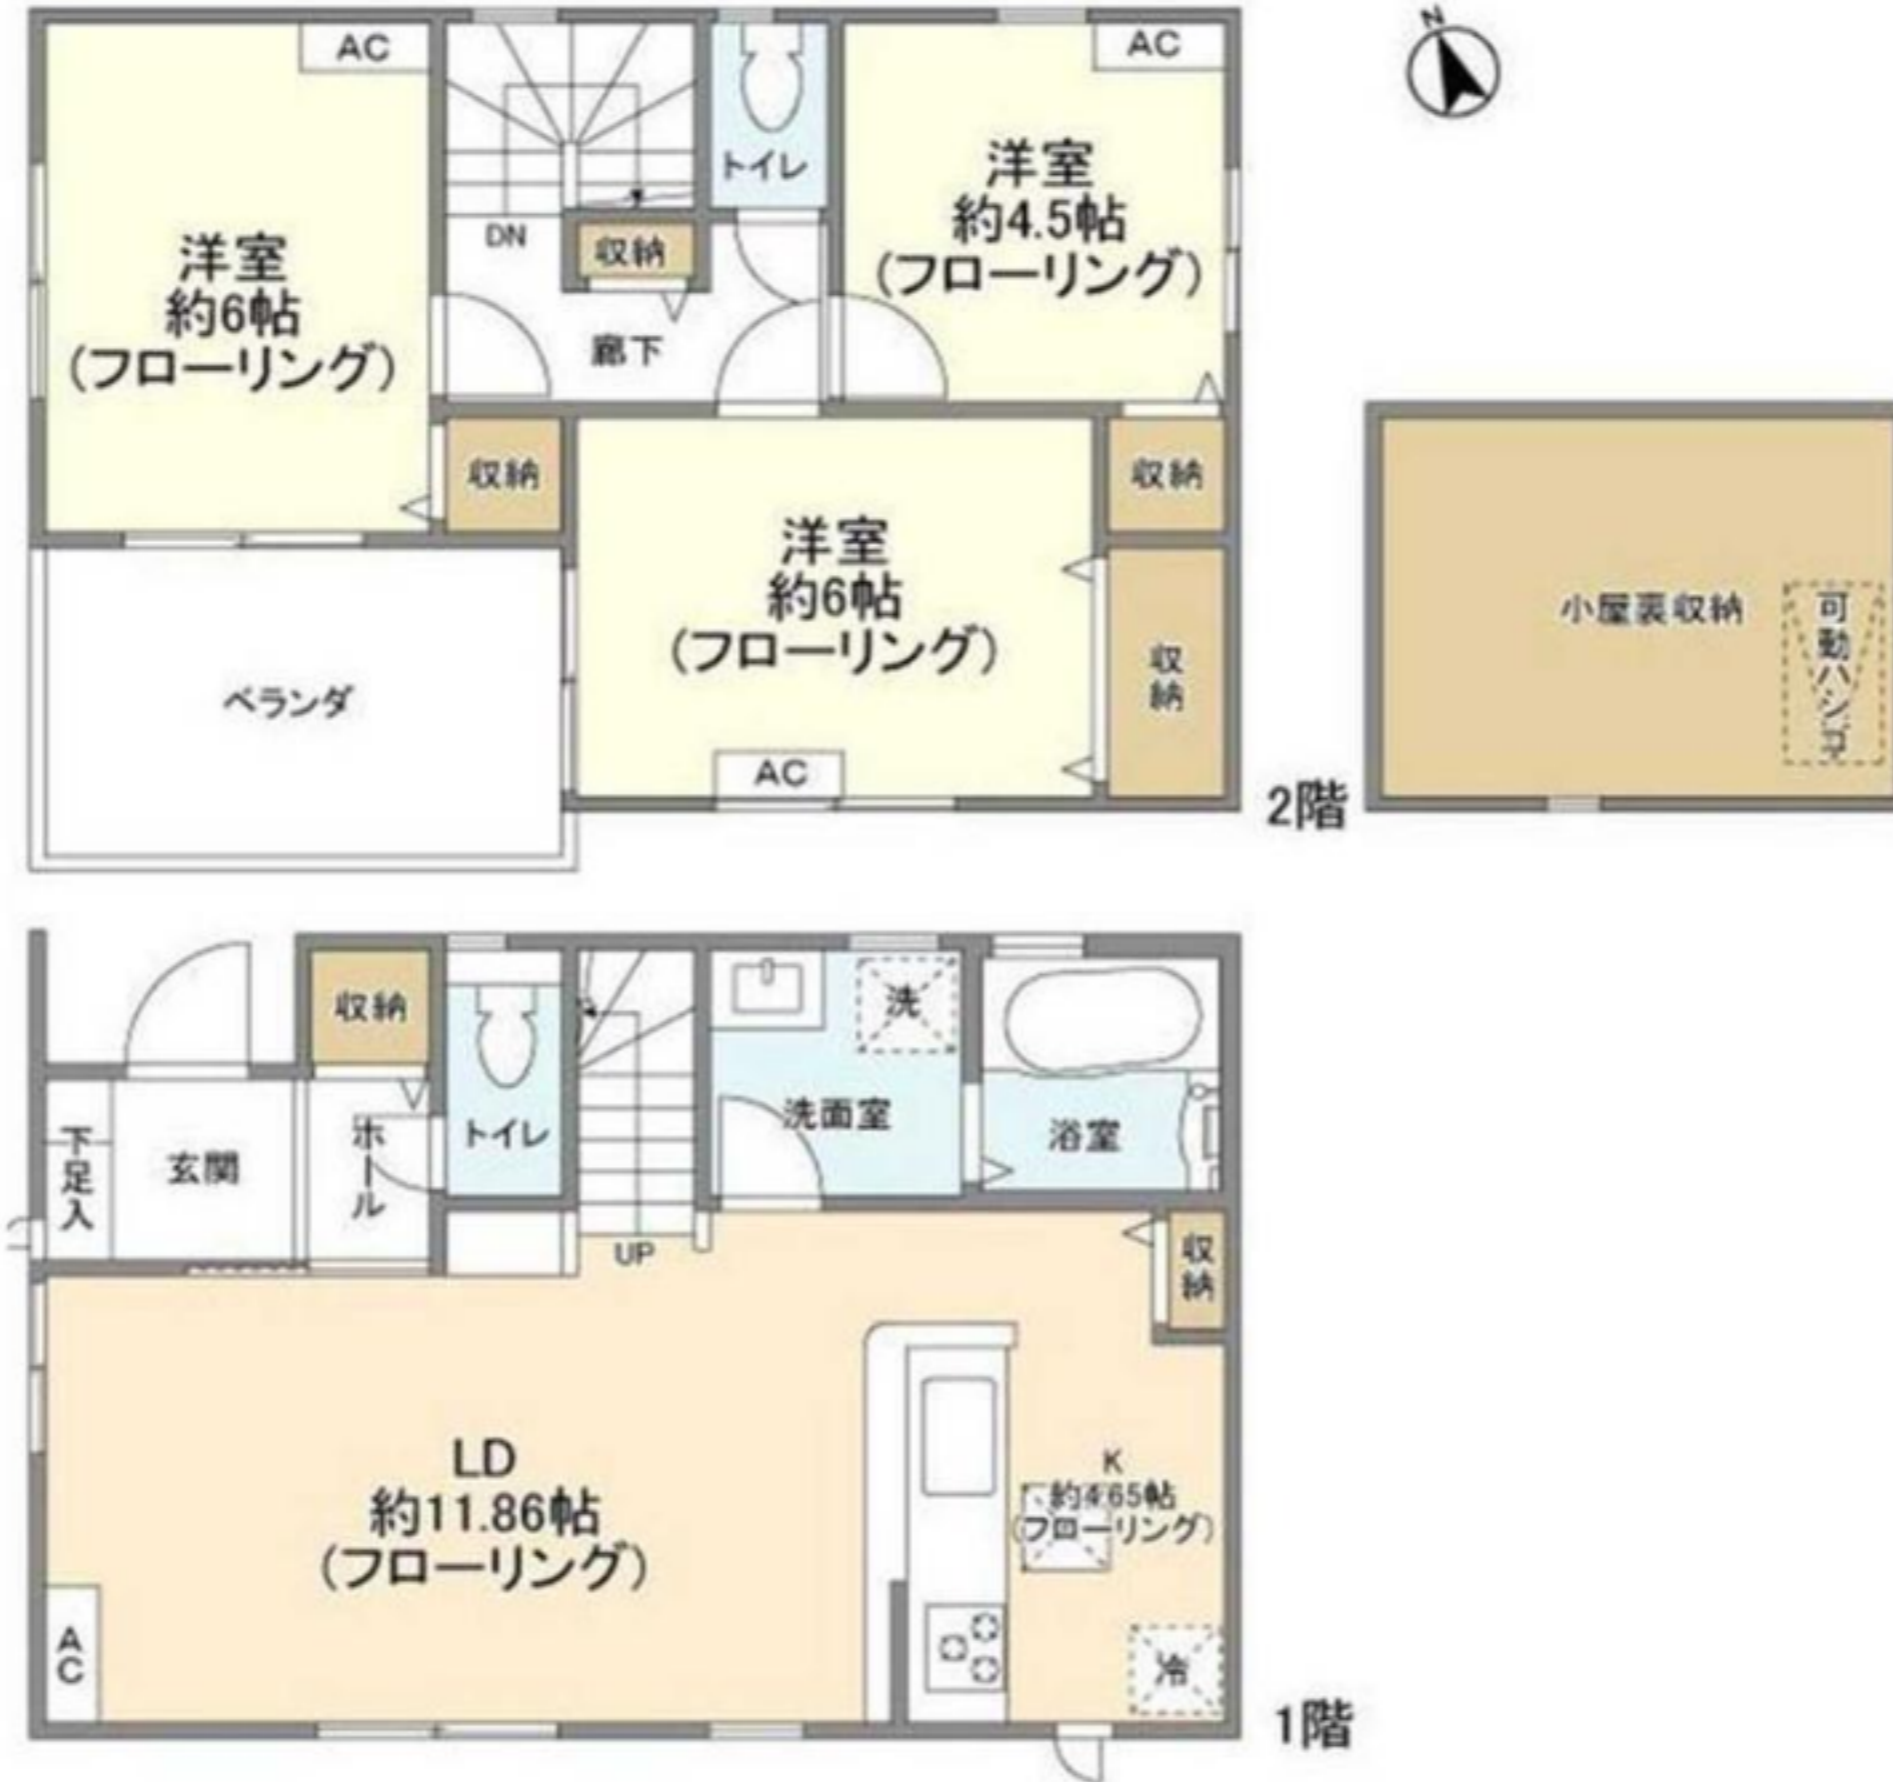 AC
AC
N
トイレ
洋室
約4.5帖
(フローリング)
DN
収納
洋室
約6帖
(フローリング)
廊下
収納
収納
洋室
約6帖
(フローリング)
収納
小屋裏収納
可動ハシゴ
ベランダ
AC
2階
収納
洗
トイレ
洗面室
浴室
下足入
玄関
ホール
UP
収納
LD
約11.86帖
(フローリング)
K
約4.65帖
(フローリング)
AC
冷
1階